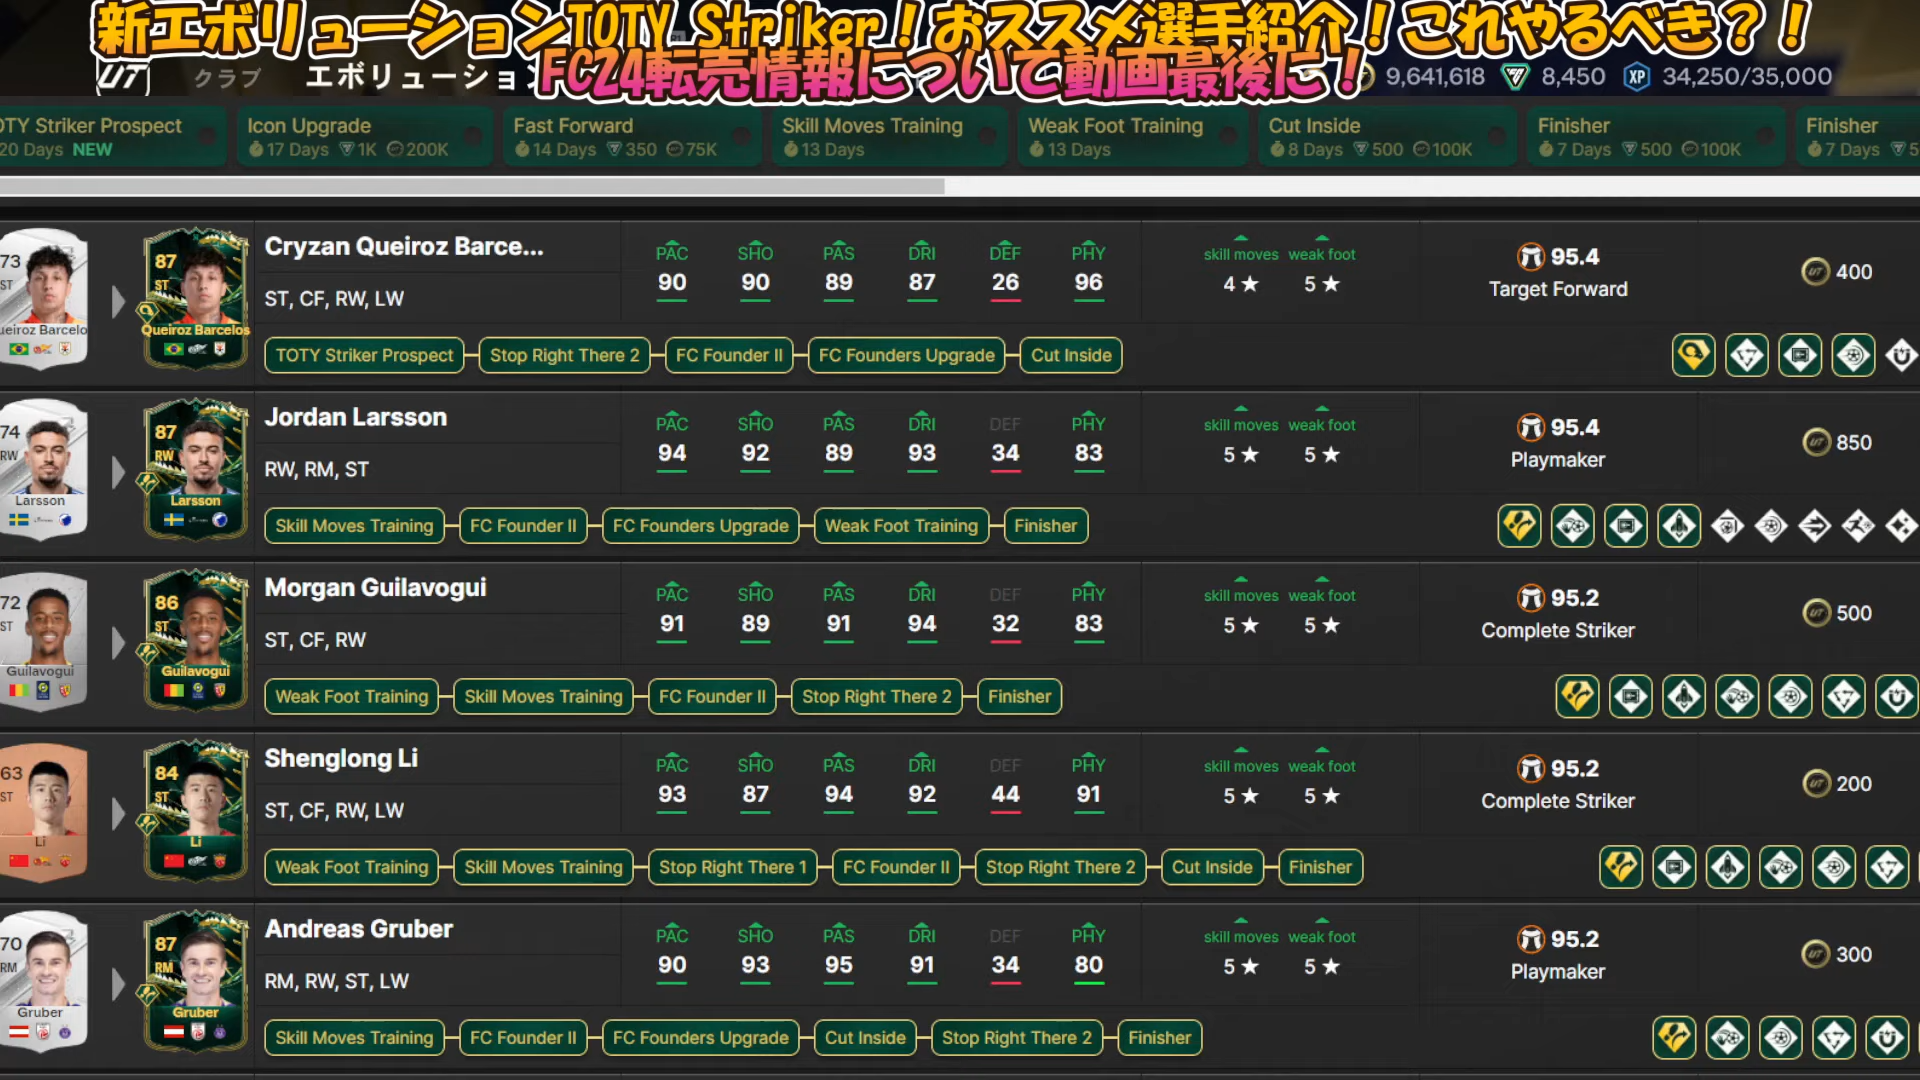 新エボリューションTOTY Striker！おススメ選手紹介！これやるべき？！
FC24転売情報について動画最後に！
UT クラブ エボリューション 9,641,618 8,450 XP 34,250/35,000
OTY Striker Prospect Icon Upgrade Fast Forward Skill Moves Training Weak Foot Training Cut Inside Finisher Finisher
20 Days NEW 17 Days 1K 200K 14 Days 350 75K 13 Days 13 Days 8 Days 500 100K 7 Days 500 100K 7 Days 5
73 ST ueiroz Barcelo
87 ST Queiroz Barcelos
Cryzan Queiroz Barce...
ST, CF, RW, LW
PAC SHO PAS DRI DEF PHY skill moves weak foot
90 90 89 87 26 96 4★ 5★
95.4
Target Forward
400
TOTY Striker Prospect Stop Right There 2 FC Founder II FC Founders Upgrade Cut Inside
74 RW Larsson
87 RW Larsson
Jordan Larsson
RW, RM, ST
PAC SHO PAS DRI DEF PHY skill moves weak foot
94 92 89 93 34 83 5★ 5★
95.4
Playmaker
850
Skill Moves Training FC Founder II FC Founders Upgrade Weak Foot Training Finisher
72 ST Guilavogui
86 ST Guilavogui
Morgan Guilavogui
ST, CF, RW
PAC SHO PAS DRI DEF PHY skill moves weak foot
91 89 91 94 32 83 5★ 5★
95.2
Complete Striker
500
Weak Foot Training Skill Moves Training FC Founder II Stop Right There 2 Finisher
63 ST Li
84 ST Li
Shenglong Li
ST, CF, RW, LW
PAC SHO PAS DRI DEF PHY skill moves weak foot
93 87 94 92 44 91 5★ 5★
95.2
Complete Striker
200
Weak Foot Training Skill Moves Training Stop Right There 1 FC Founder II Stop Right There 2 Cut Inside Finisher
70 RM Gruber
87 RM Gruber
Andreas Gruber
RM, RW, ST, LW
PAC SHO PAS DRI DEF PHY skill moves weak foot
90 93 95 91 34 80 5★ 5★
95.2
Playmaker
300
Skill Moves Training FC Founder II FC Founders Upgrade Cut Inside Stop Right There 2 Finisher